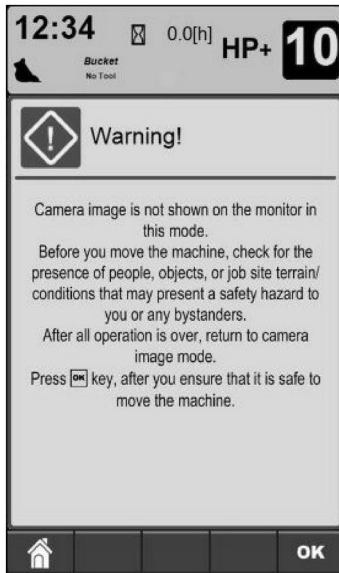 12:34 0.0[h] HP+ 10
Bucket
No Tool
Warning!
Camera image is not shown on the monitor in
this mode.
Before you move the machine, check for the
presence of people, objects, or job site terrain/
conditions that may present a safety hazard to
you or any bystanders.
After all operation is over, return to camera
image mode.
Press OK key, after you ensure that it is safe to
move the machine.
OK